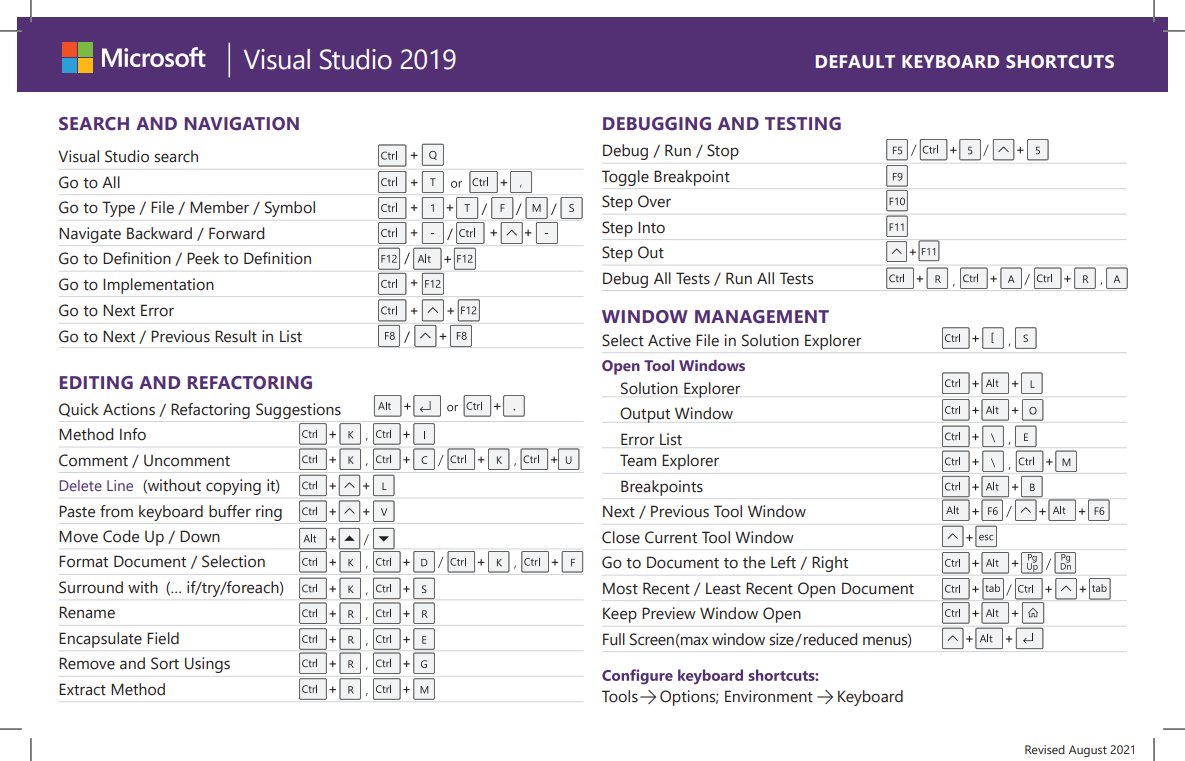 Microsoft | Visual Studio 2019
DEFAULT KEYBOARD SHORTCUTS
SEARCH AND NAVIGATION
Visual Studio search Ctrl + Q
Go to All Ctrl + T or Ctrl + ,
Go to Type / File / Member / Symbol Ctrl + 1 + T / F / M / S
Navigate Backward / Forward Ctrl + - / Ctrl + ^ + -
Go to Definition / Peek to Definition F12 / Alt + F12
Go to Implementation Ctrl + F12
Go to Next Error Ctrl + ^ + F12
Go to Next / Previous Result in List F8 / ^ + F8
EDITING AND REFACTORING
Quick Actions / Refactoring Suggestions Alt + ↵ or Ctrl + .
Method Info Ctrl + K , Ctrl + I
Comment / Uncomment Ctrl + K , Ctrl + C / Ctrl + K , Ctrl + U
Delete Line (without copying it) Ctrl + ^ + L
Paste from keyboard buffer ring Ctrl + ^ + V
Move Code Up / Down Alt + ▲ / ▼
Format Document / Selection Ctrl + K , Ctrl + D / Ctrl + K , Ctrl + F
Surround with (... if/try/foreach) Ctrl + K , Ctrl + S
Rename Ctrl + R , Ctrl + R
Encapsulate Field Ctrl + R , Ctrl + E
Remove and Sort Usings Ctrl + R , Ctrl + G
Extract Method Ctrl + R , Ctrl + M
DEBUGGING AND TESTING
Debug / Run / Stop F5 / Ctrl + 5 / ^ + 5
Toggle Breakpoint F9
Step Over F10
Step Into F11
Step Out ^ + F11
Debug All Tests / Run All Tests Ctrl + R , Ctrl + A / Ctrl + R , A
WINDOW MANAGEMENT
Select Active File in Solution Explorer Ctrl + [ , S
Open Tool Windows
Solution Explorer Ctrl + Alt + L
Output Window Ctrl + Alt + O
Error List Ctrl + \ , E
Team Explorer Ctrl + \ , Ctrl + M
Breakpoints Ctrl + Alt + B
Next / Previous Tool Window Alt + F6 / ^ + Alt + F6
Close Current Tool Window ^ + esc
Go to Document to the Left / Right Ctrl + Alt + Pg Up / Pg Dn
Most Recent / Least Recent Open Document Ctrl + tab / Ctrl + ^ + tab
Keep Preview Window Open Ctrl + Alt + ⌂
Full Screen(max window size/reduced menus) ^ + Alt + ↵
Configure keyboard shortcuts:
Tools → Options; Environment → Keyboard
Revised August 2021